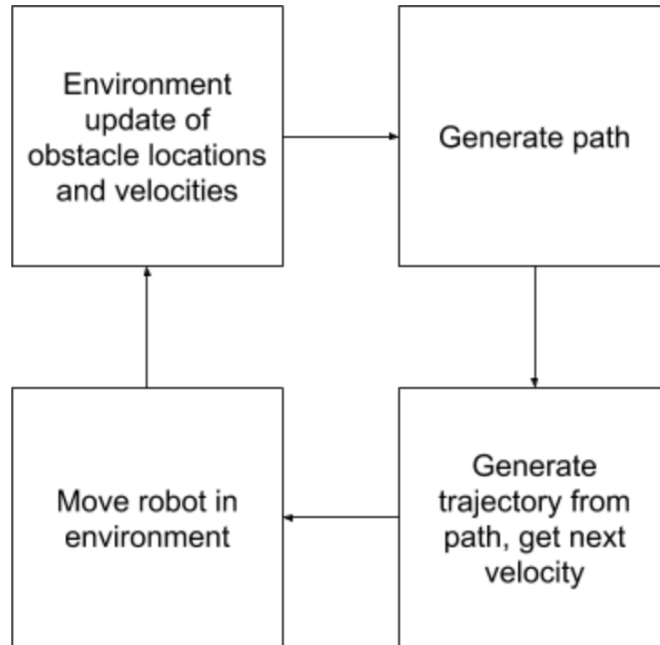 Environment
update of
obstacle locations
and velocities
Generate path
Generate
trajectory from
path, get next
velocity
Move robot in
environment